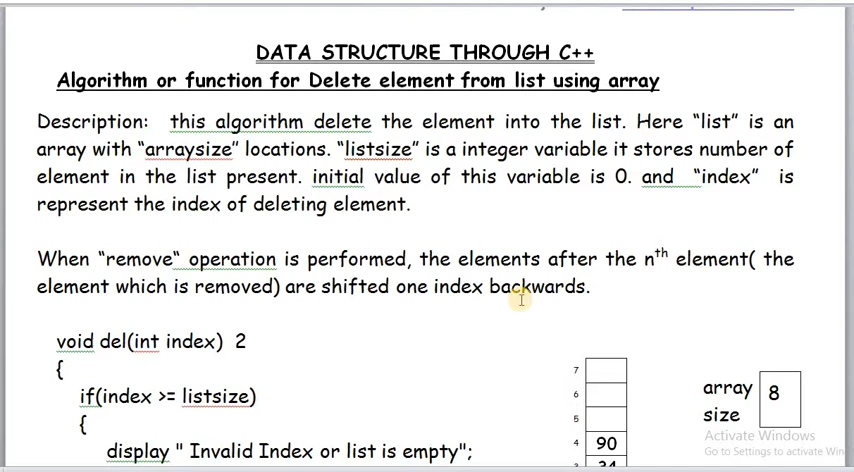 DATA STRUCTURE THROUGH C++
Algorithm or function for Delete element from list using array
Description: this algorithm delete the element into the list. Here “list” is an
array with “arraysize” locations. “listsize” is a integer variable it stores number of
element in the list present. initial value of this variable is 0. and “index” is
represent the index of deleting element.
When “remove“ operation is performed, the elements after the nth element( the
element which is removed) are shifted one index backwards.
void del(int index) 2
{
if(index >= listsize)
{
display " Invalid Index or list is empty";
7
6
5
4 90
34
array
size
8
Activate Windows
Go to Settings to activate Win